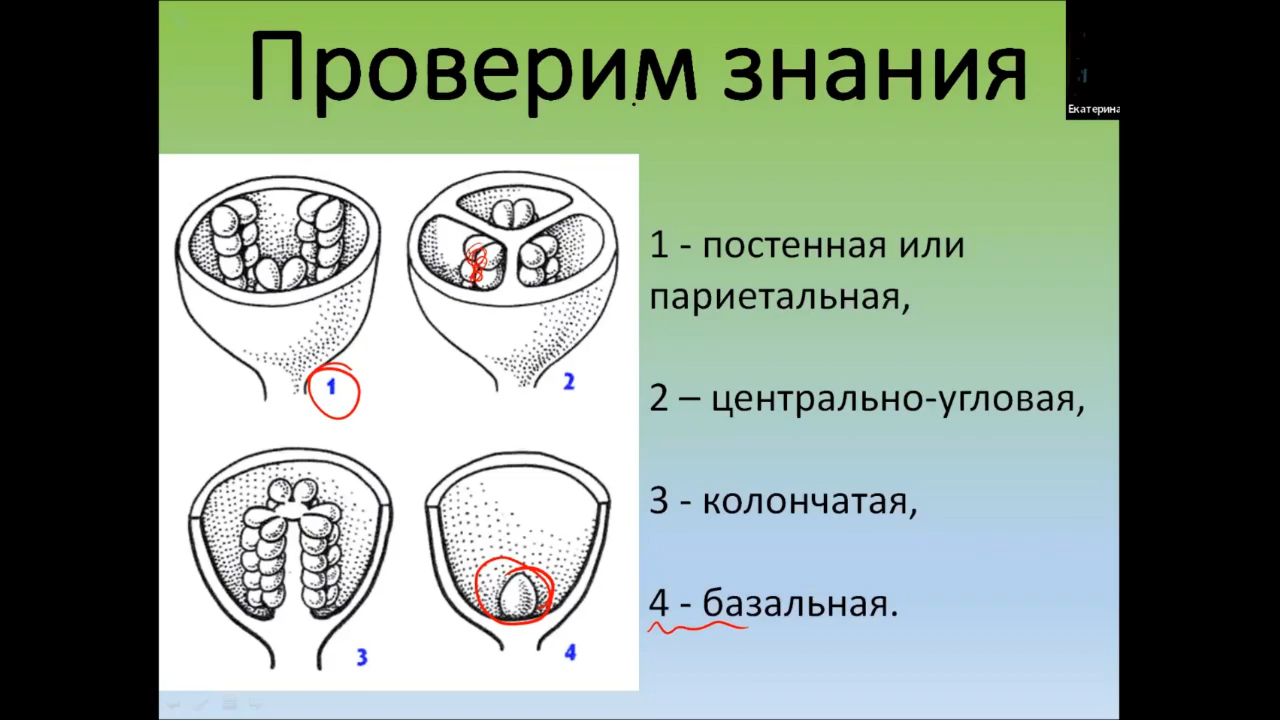 Проверим знания
Екатерина
1 - постенная или
париетальная,
2 – центрально-угловая,
3 - колончатая,
4 - базальная.
1
2
3
4